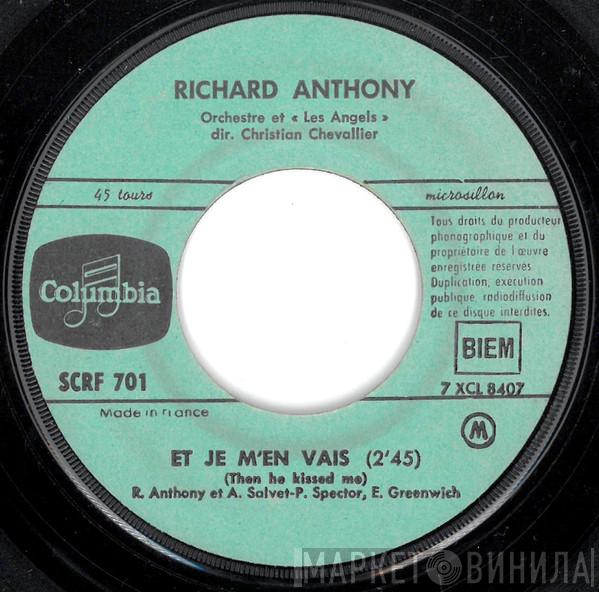 RICHARD ANTHONY
Orchestre et « Les Angels »
dir. Christian Chevallier
45 tours
microsillon
Tous droits du producteur
phonographique et du
propriétaire de l'œuvre
enregistrée réservés
Duplication, exécution
publique, radiodiffusion
de ce disque interdites.
Columbia
BIEM
SCRF 701
7 XCL 8407
Made in France
M
ET JE M'EN VAIS (2'45)
(Then he kissed me)
R. Anthony et A. Salvet-P. Spector, E. Greenwich
МАРКЕТОВИНИЛА!